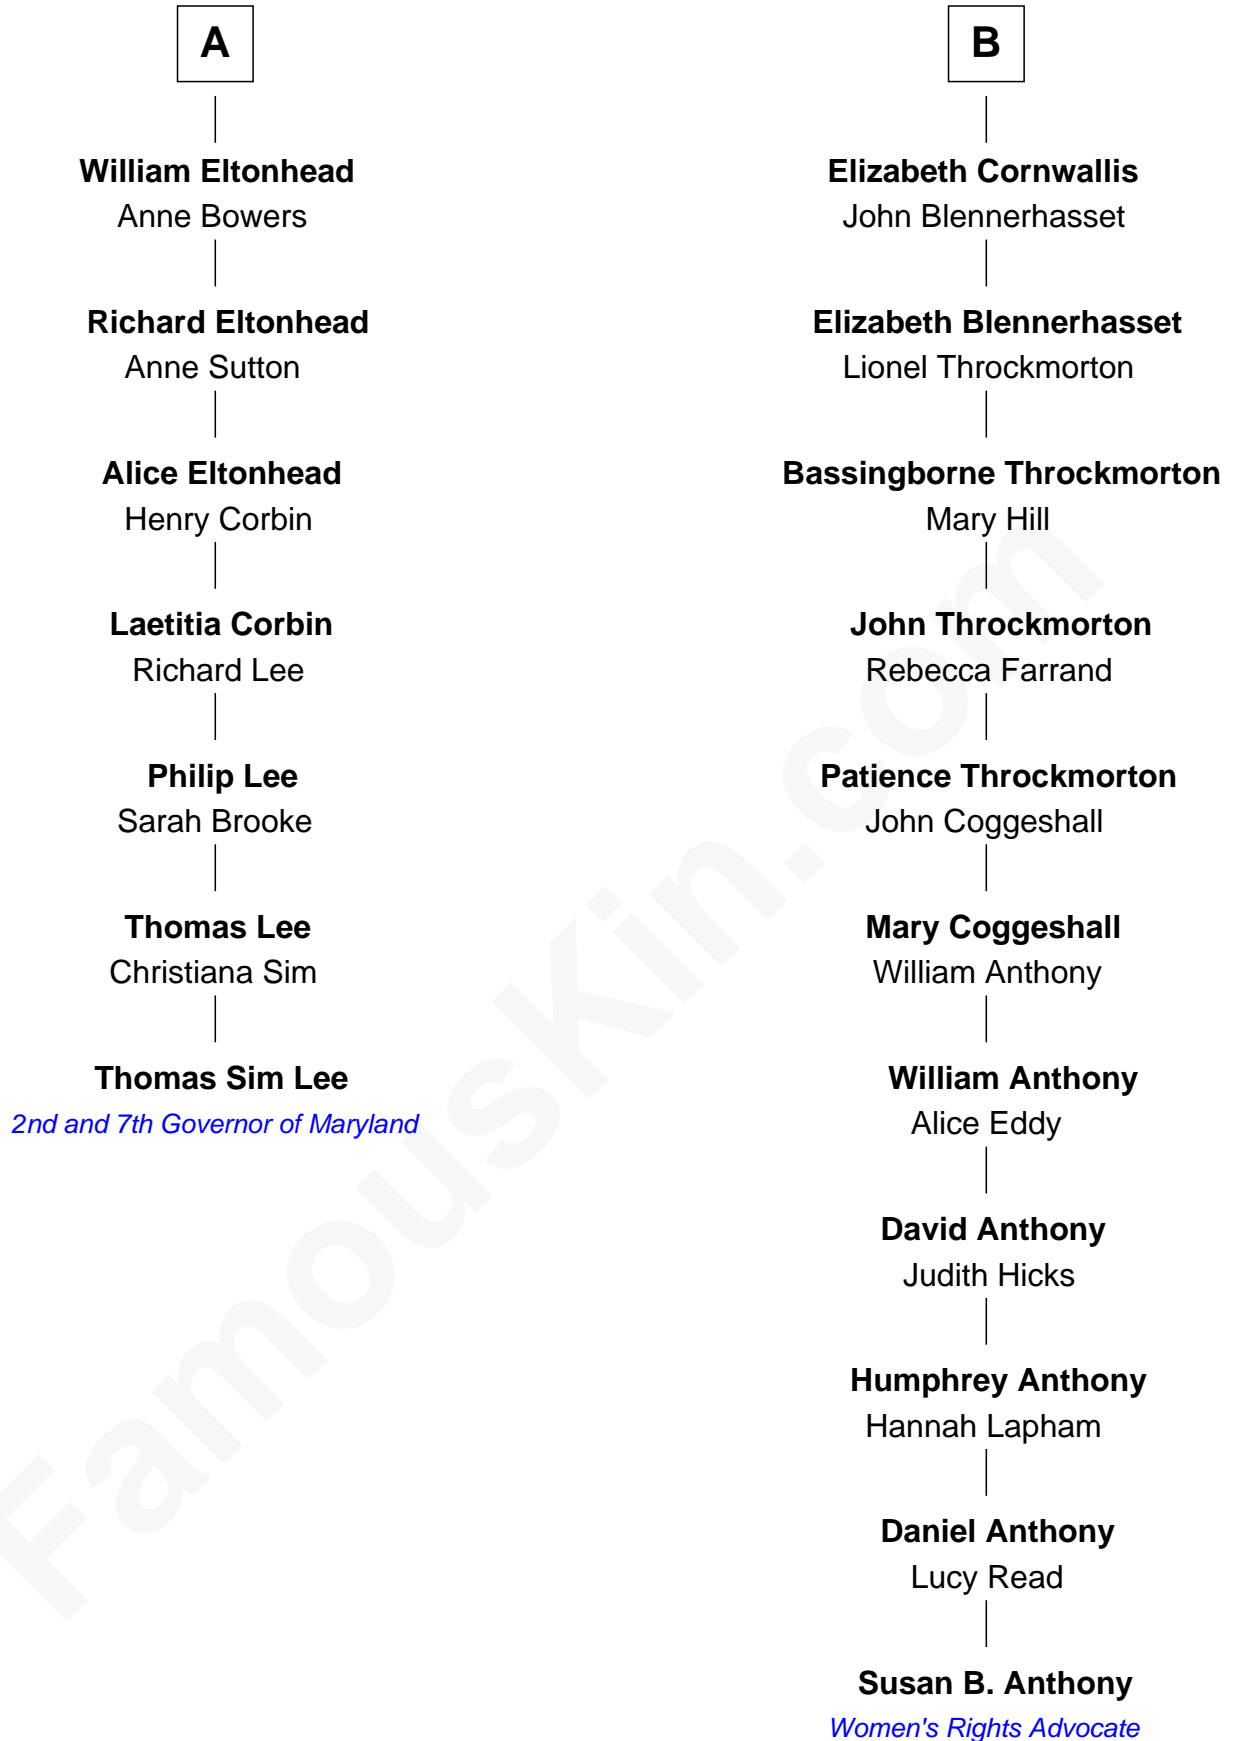 A
William Eltonhead
Anne Bowers
Richard Eltonhead
Anne Sutton
Alice Eltonhead
Henry Corbin
Laetitia Corbin
Richard Lee
Philip Lee
Sarah Brooke
Thomas Lee
Christiana Sim
Thomas Sim Lee
2nd and 7th Governor of Maryland
B
Elizabeth Cornwallis
John Blennerhasset
Elizabeth Blennerhasset
Lionel Throckmorton
Bassingborne Throckmorton
Mary Hill
John Throckmorton
Rebecca Farrand
Patience Throckmorton
John Coggeshall
Mary Coggeshall
William Anthony
William Anthony
Alice Eddy
David Anthony
Judith Hicks
Humphrey Anthony
Hannah Lapham
Daniel Anthony
Lucy Read
Susan B. Anthony
Women's Rights Advocate
FamousKin.com